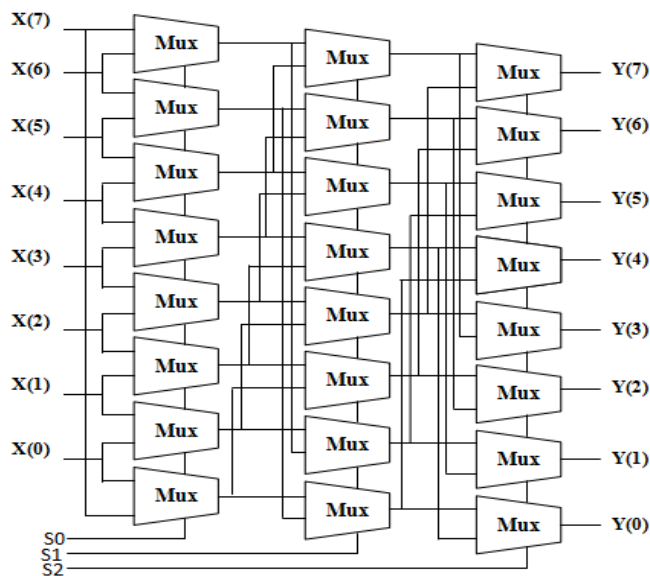 X(7)
Mux
Mux
Mux
Y(7)
X(6)
Mux
Mux
Mux
Y(6)
X(5)
Mux
Mux
Mux
Y(5)
X(4)
Mux
Mux
Mux
Y(4)
X(3)
Mux
Mux
Mux
Y(3)
X(2)
Mux
Mux
Mux
Y(2)
X(1)
Mux
Mux
Mux
Y(1)
X(0)
Mux
Mux
Mux
Y(0)
S0
S1
S2